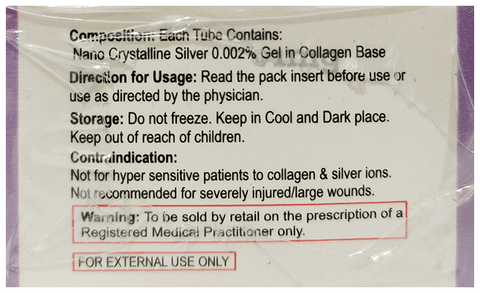 Composition: Each Tube Contains:
Nano Crystalline Silver 0.002% Gel in Collagen Base
Direction for Usage: Read the pack insert before use or
use as directed by the physician.
Storage: Do not freeze. Keep in Cool and Dark place.
Keep out of reach of children.
Contraindication:
Not for hyper sensitive patients to collagen & silver ions.
Not recommended for severely injured/large wounds.
Warning: To be sold by retail on the prescription of a
Registered Medical Practitioner only.
FOR EXTERNAL USE ONLY